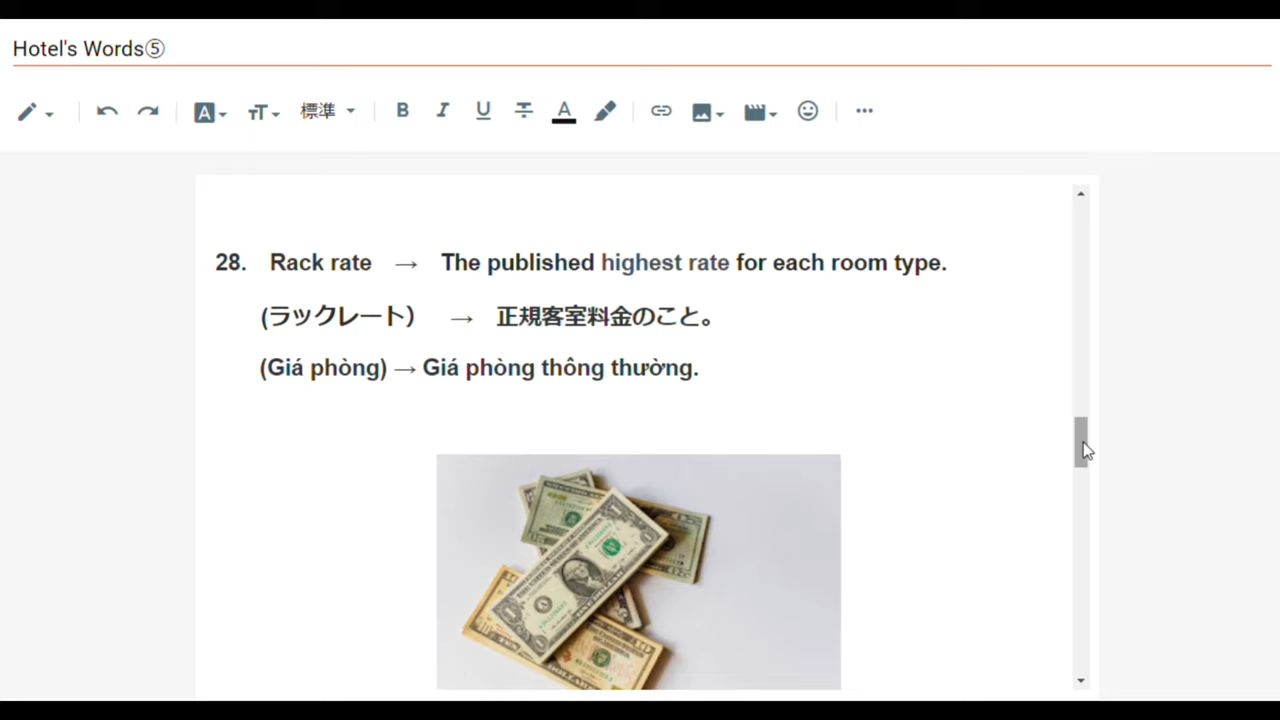 Hotel's Words⑤
標準
28. Rack rate → The published highest rate for each room type.
(ラックレート） → 正規客室料金のこと。
(Giá phòng) → Giá phòng thông thường.